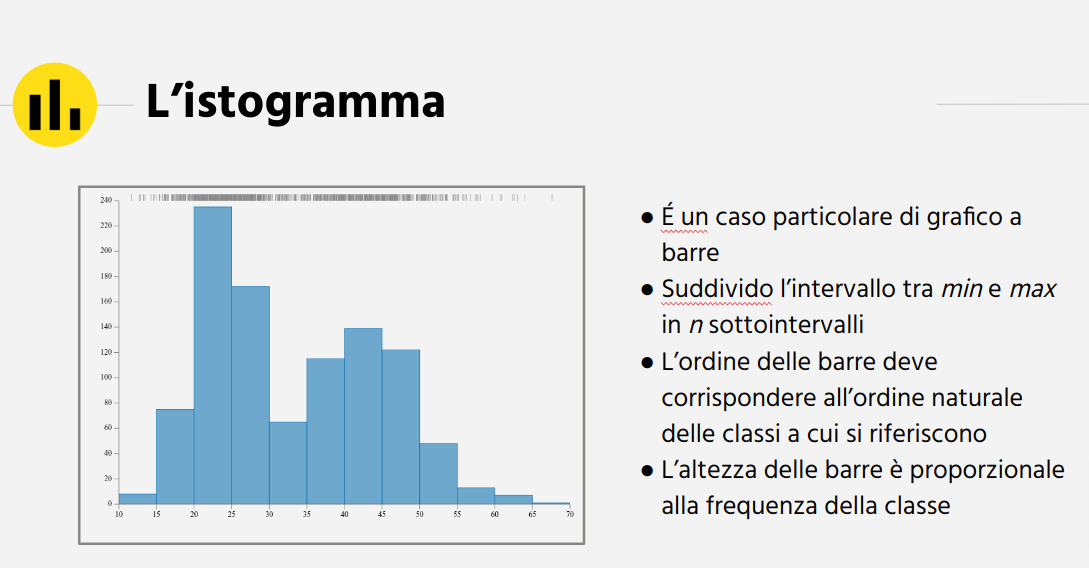 L’istogramma
240
220
200
180
160
140
120
100
80
60
40
20
0
10 15 20 25 30 35 40 45 50 55 60 65 70
● É un caso particolare di grafico a
barre
● Suddivido l’intervallo tra min e max
in n sottointervalli
● L’ordine delle barre deve
corrispondere all’ordine naturale
delle classi a cui si riferiscono
● L’altezza delle barre è proporzionale
alla frequenza della classe